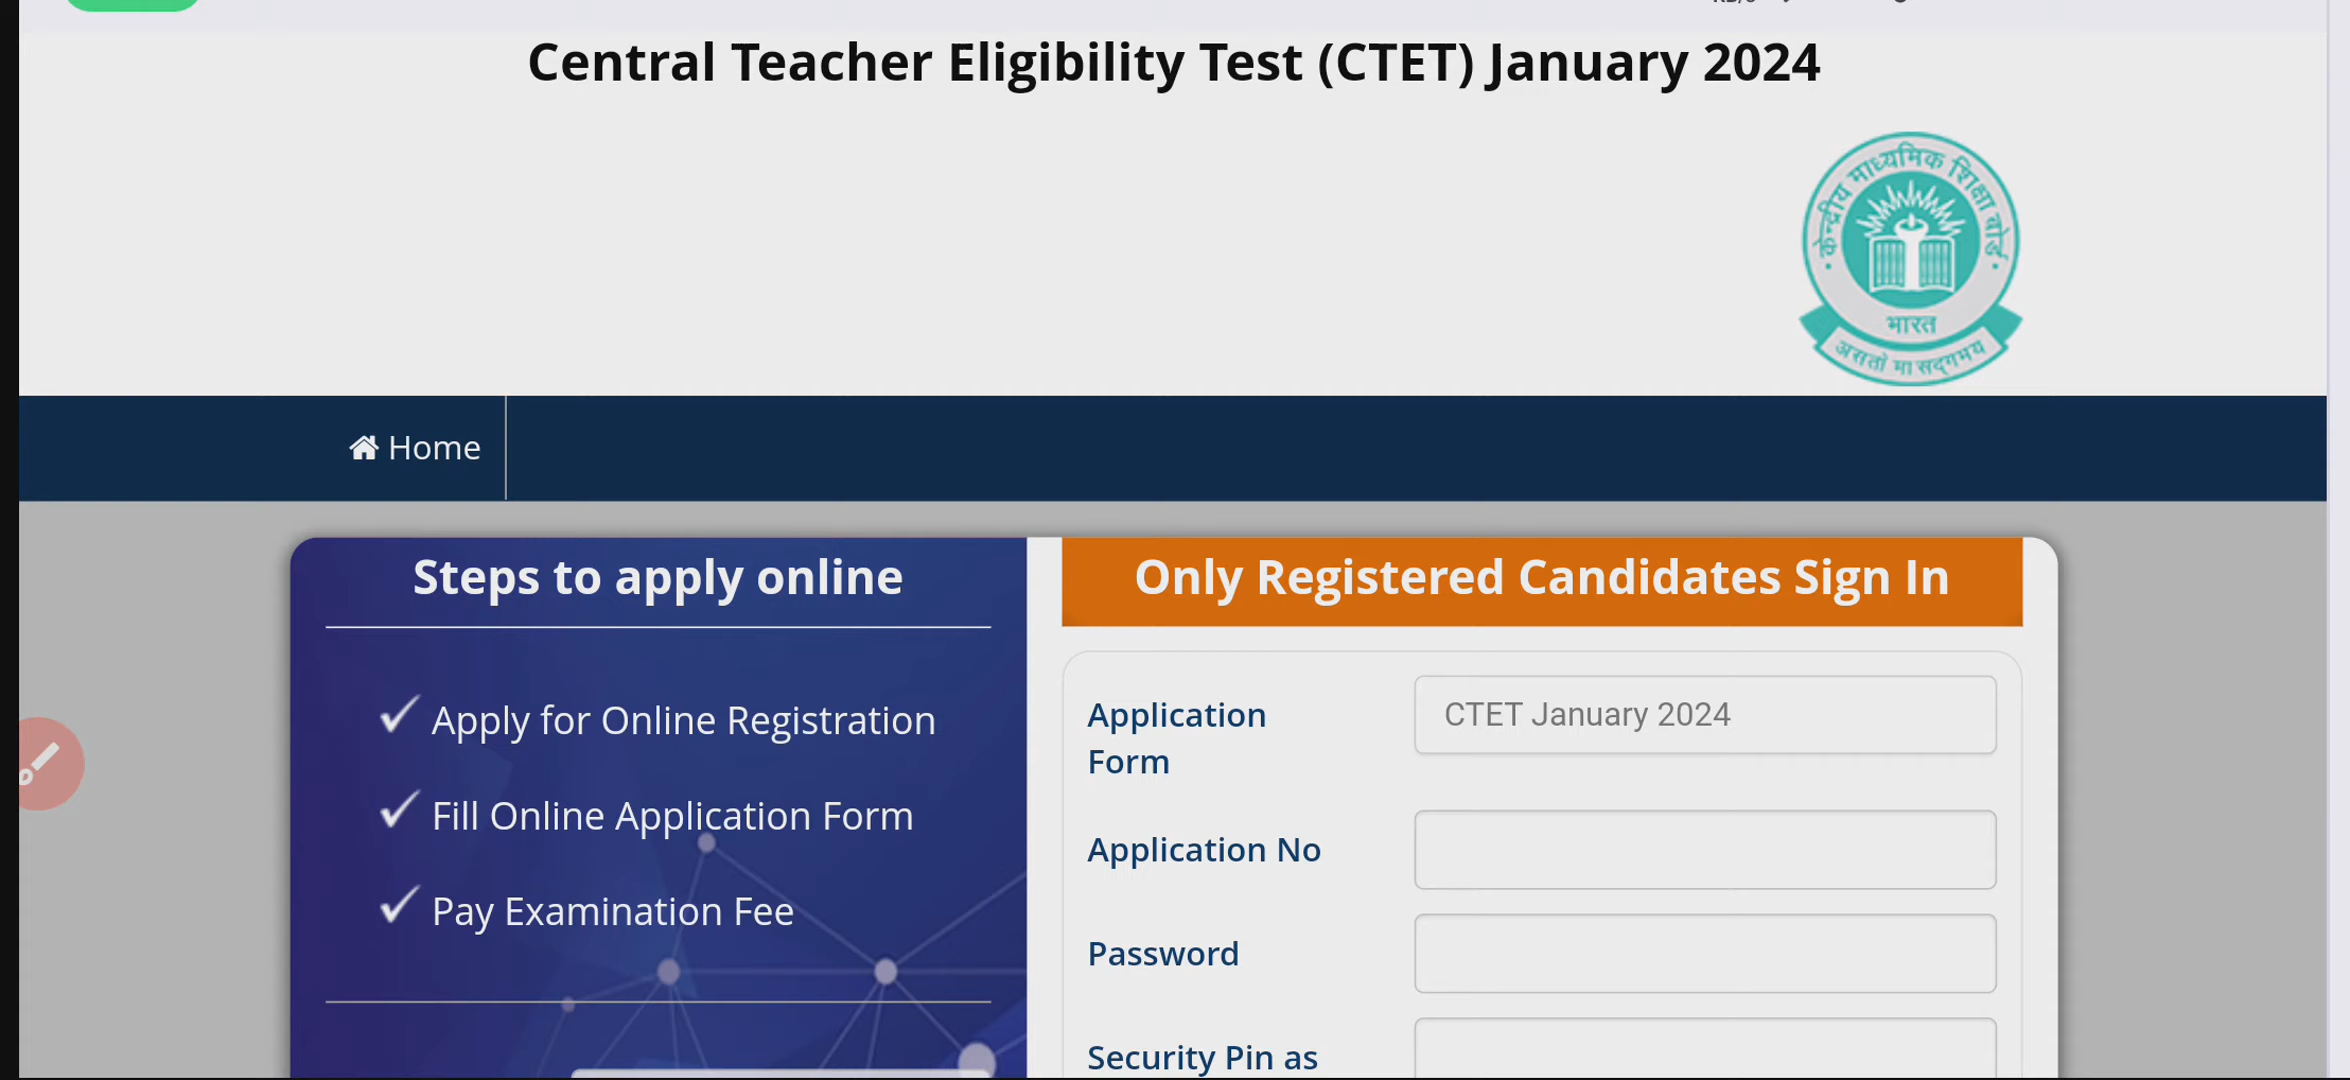 Central Teacher Eligibility Test (CTET) January 2024
केन्द्रीय माध्यमिक शिक्षा बोर्ड
भारत
असतो मा सद्गमय
Home
Steps to apply online
Apply for Online Registration
Fill Online Application Form
Pay Examination Fee
Only Registered Candidates Sign In
Application
Form
CTET January 2024
Application No
Password
Security Pin as